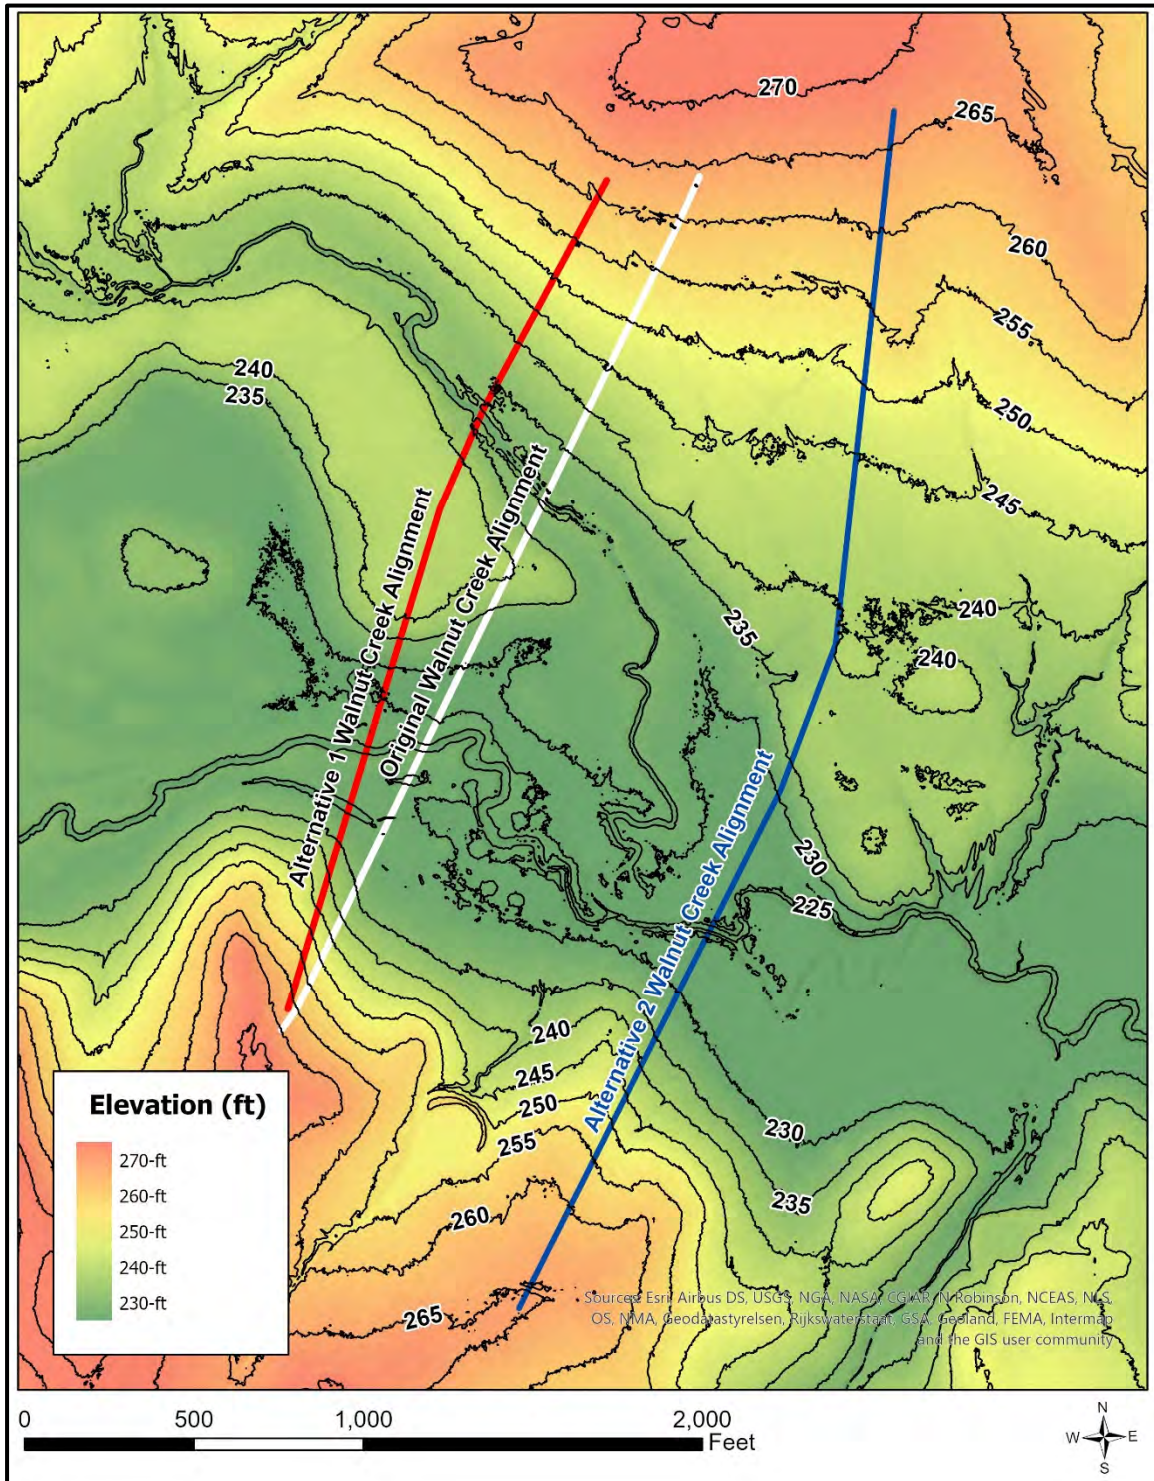 270
265
260
255
250
245
240
235
240
240
235
230
225
Alternative 1 Walnut Creek Alignment
Original Walnut Creek Alignment
Alternative 2 Walnut Creek Alignment
240
245
250
255
230
235
260
265
Elevation (ft)
270-ft
260-ft
250-ft
240-ft
230-ft
Sources: Esri, Airbus DS, USGS, NGA, NASA, CGIAR, N Robinson, NCEAS, NLS,
OS, NMA, Geodatastyrelsen, Rijkswaterstaat, GSA, Geoland, FEMA, Intermap
and the GIS user community
0 500 1,000 2,000
Feet
N
W E
S